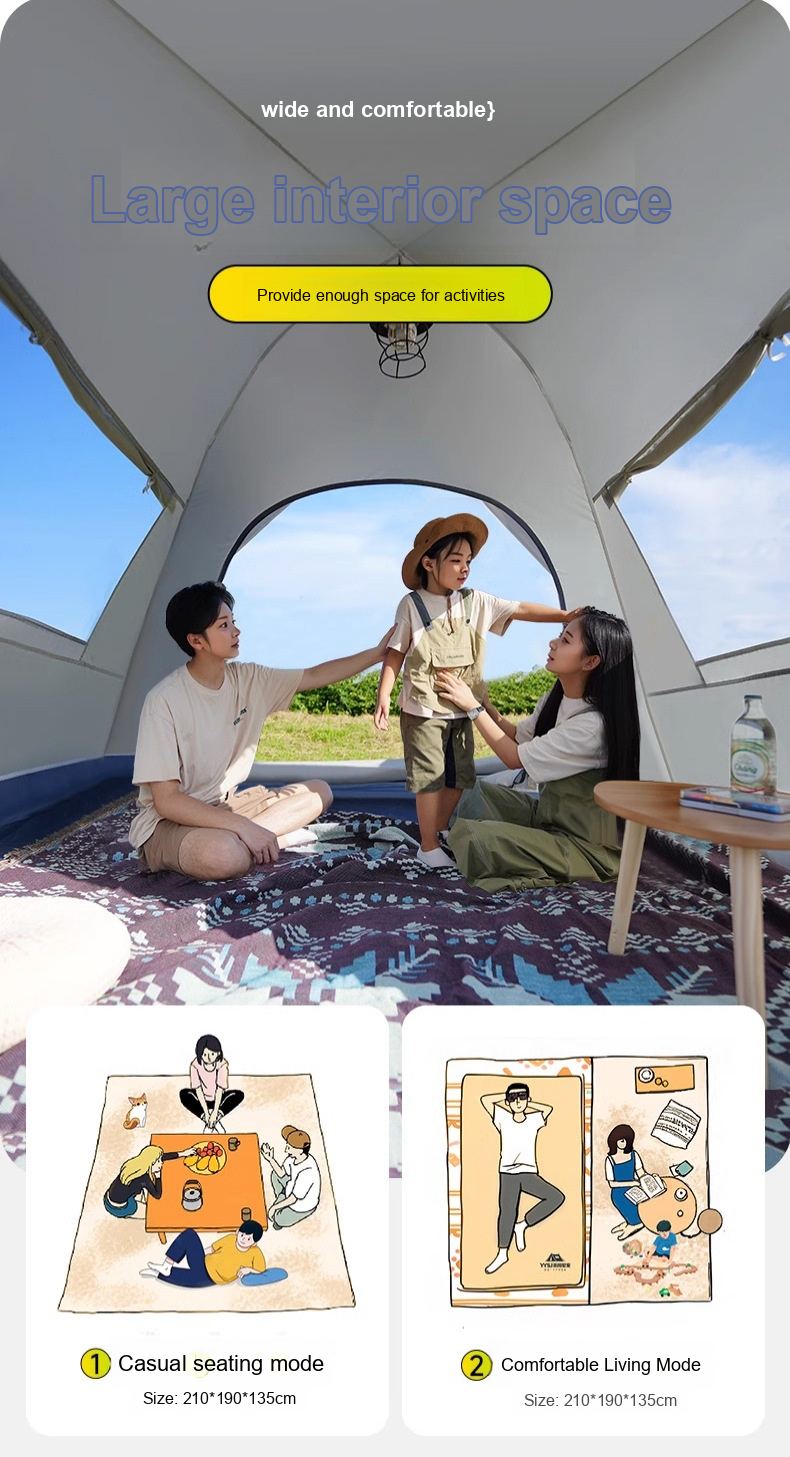 wide and comfortable}
Large interior space
Provide enough space for activities
Chang
1 Casual seating mode
Size: 210*190*135cm
2 Comfortable Living Mode
Size: 210*190*135cm